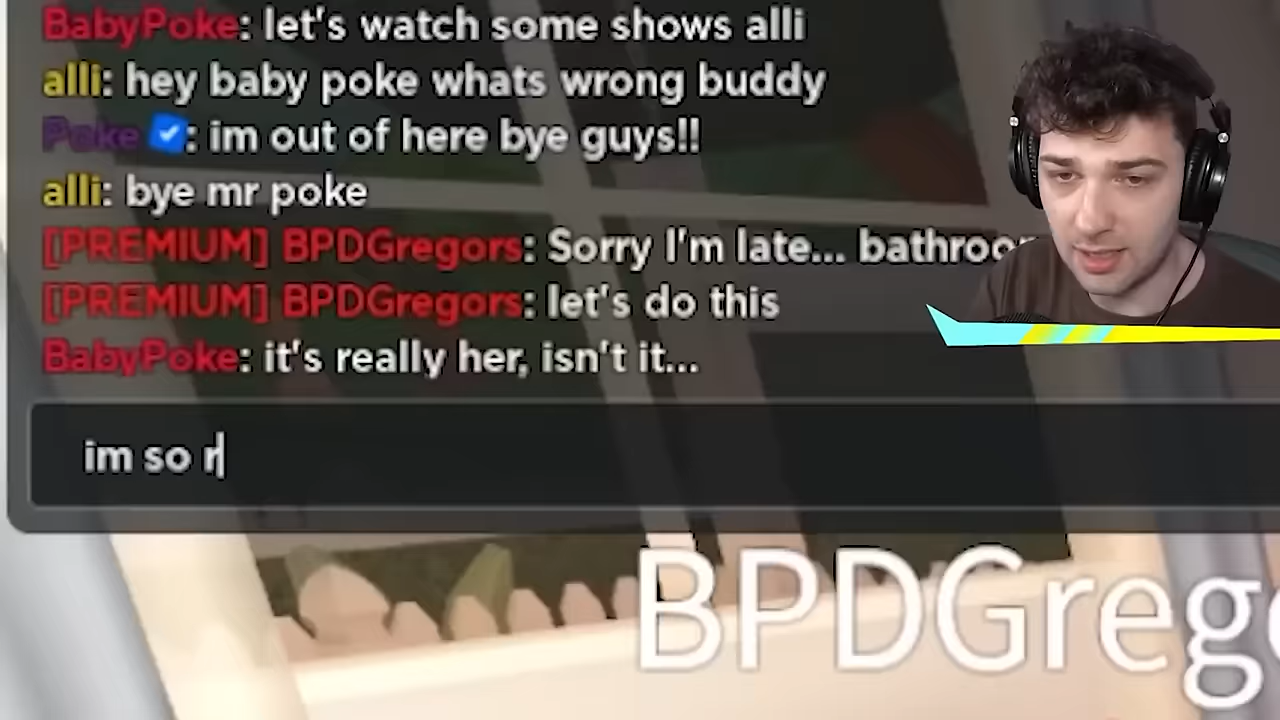 BabyPoke: let's watch some shows alli
alli: hey baby poke whats wrong buddy
Poke : im out of here bye guys!!
alli: bye mr poke
[PREMIUM] BPDGregors: Sorry I'm late... bathroo
[PREMIUM] BPDGregors: let's do this
BabyPoke: it's really her, isn't it...
im so r
BPDGrego